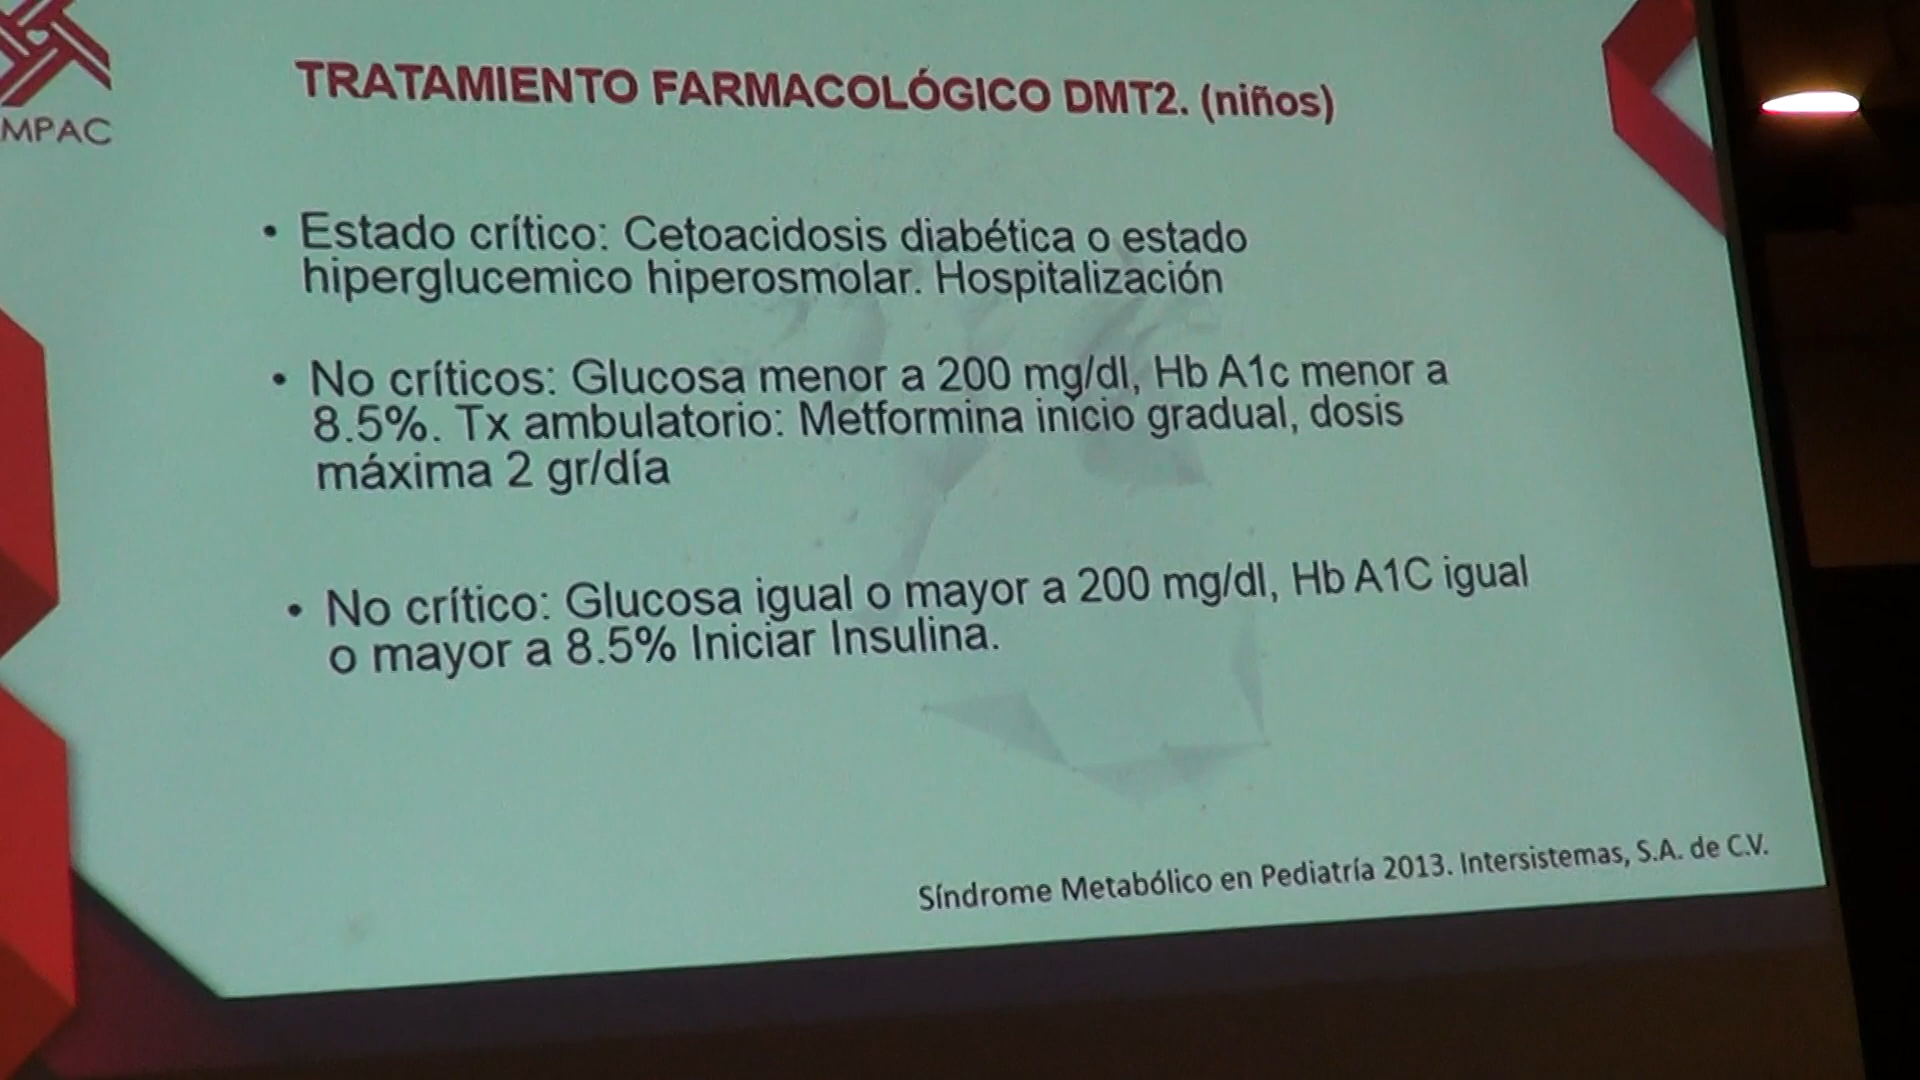 MPAC
TRATAMIENTO FARMACOLÓGICO DMT2. (niños)
• Estado crítico: Cetoacidosis diabética o estado
hiperglucemico hiperosmolar. Hospitalización
• No críticos: Glucosa menor a 200 mg/dl, Hb A1c menor a
8.5%. Tx ambulatorio: Metformina inicio gradual, dosis
máxima 2 gr/día
• No crítico: Glucosa igual o mayor a 200 mg/dl, Hb A1C igual
o mayor a 8.5% Iniciar Insulina.
Síndrome Metabólico en Pediatría 2013. Intersistemas, S.A. de C.V.